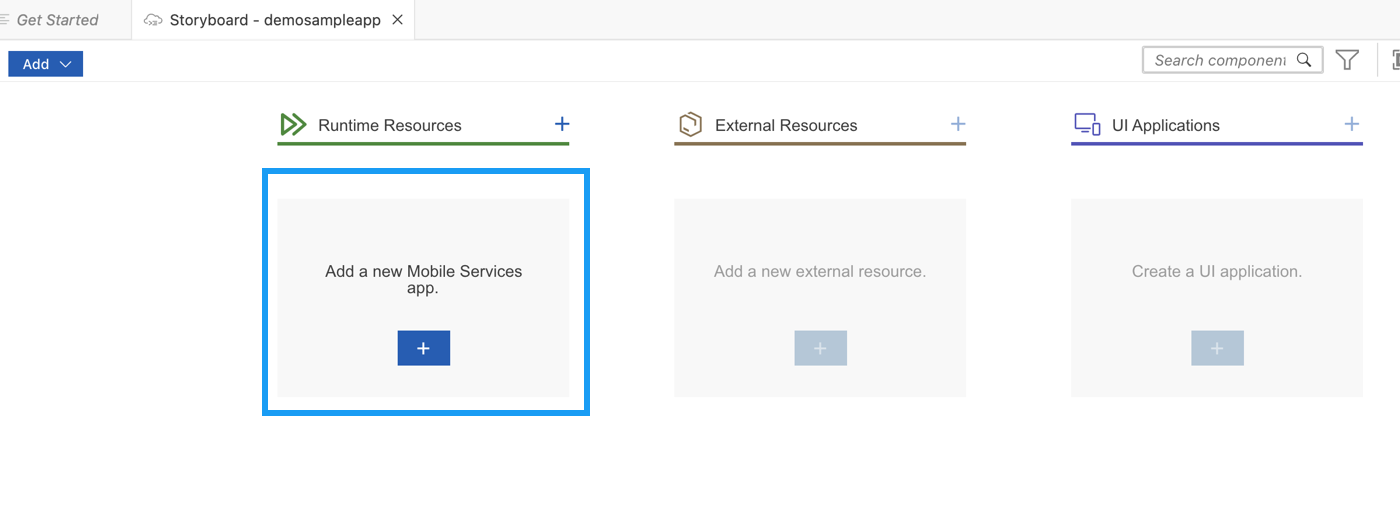 Get Started
Storyboard - demosampleapp
Add
Search component
Runtime Resources
External Resources
UI Applications
Add a new Mobile Services
app.
Add a new external resource.
Create a UI application.